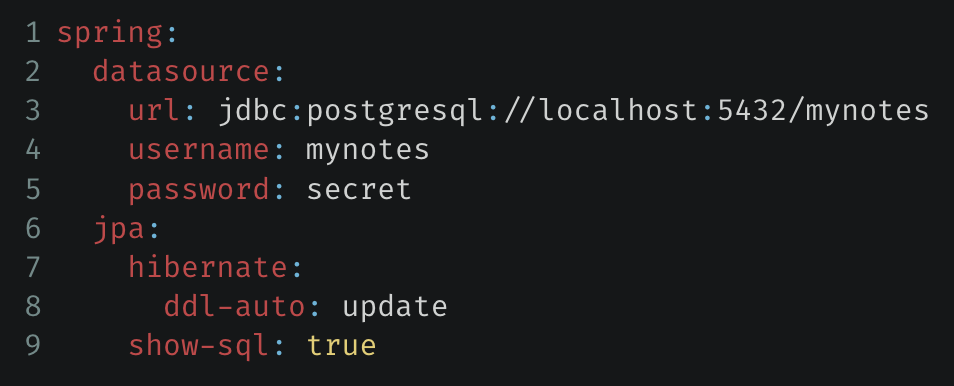 1 spring:
2   datasource:
3     url: jdbc:postgresql://localhost:5432/mynotes
4     username: mynotes
5     password: secret
6   jpa:
7     hibernate:
8       ddl-auto: update
9     show-sql: true